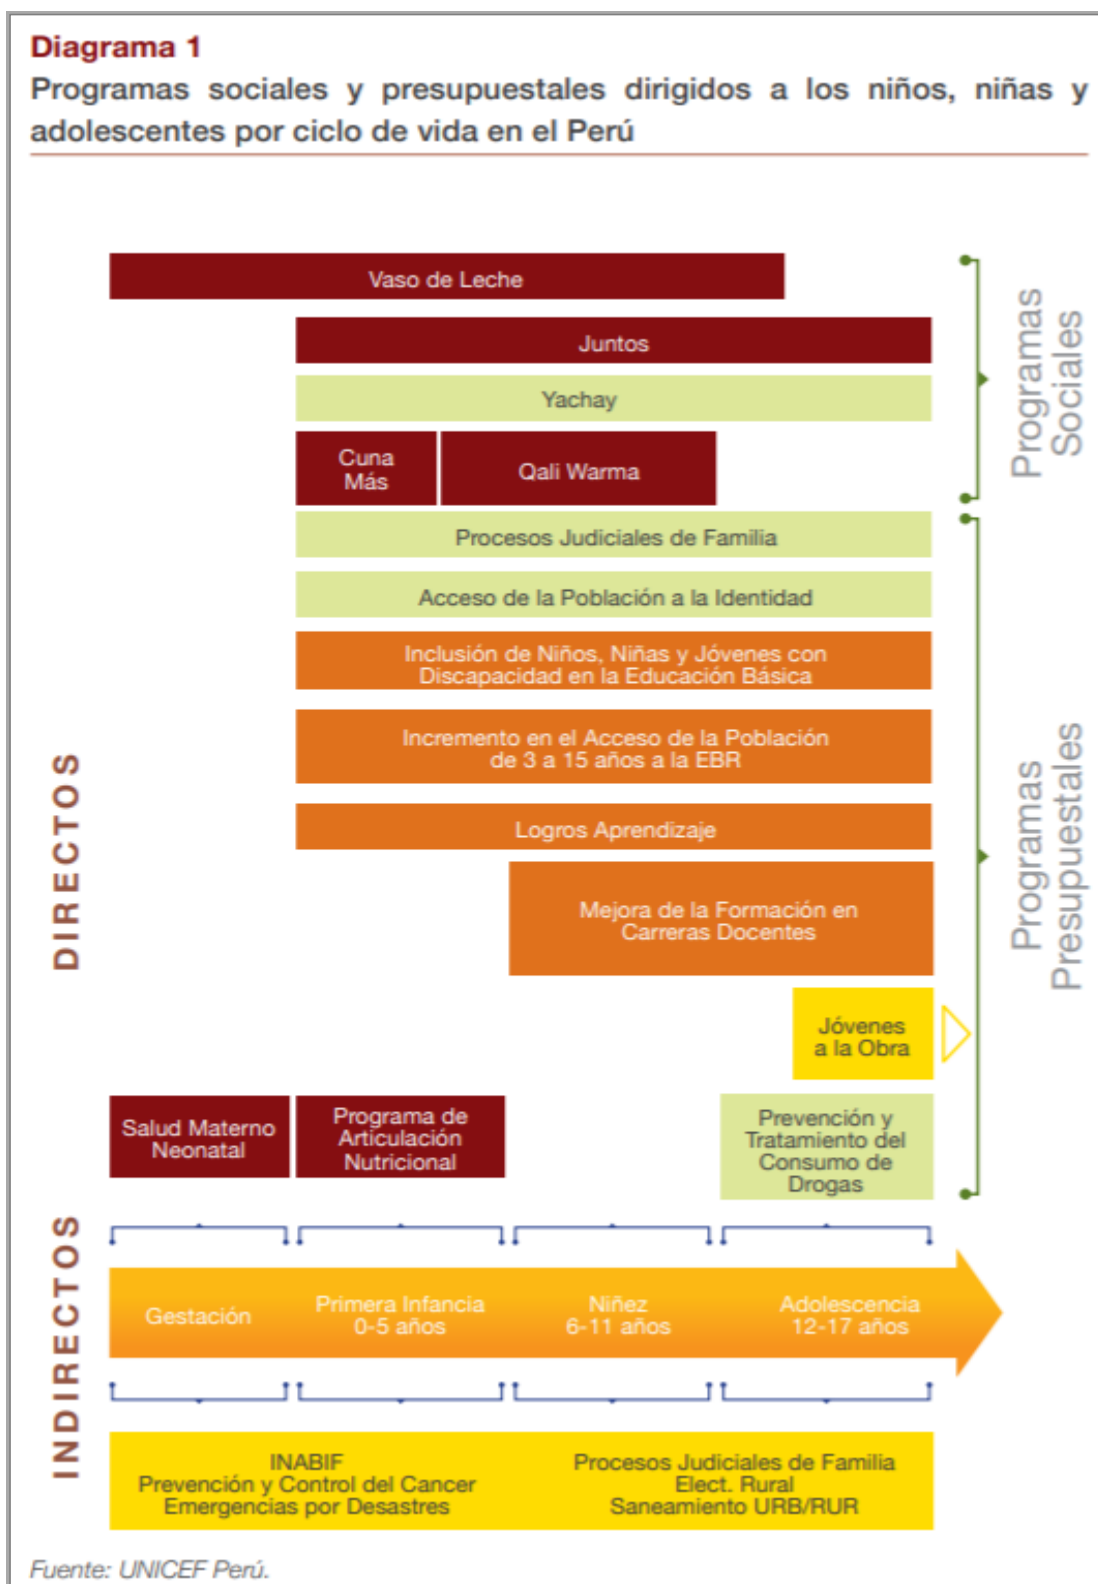 Diagrama 1
Programas sociales y presupuestales dirigidos a los niños, niñas y
adolescentes por ciclo de vida en el Perú
Vaso de Leche
Juntos
Yachay
Cuna
Más
Qali Warma
Programas
Sociales
Procesos Judiciales de Familia
Acceso de la Población a la Identidad
Inclusión de Niños, Niñas y Jóvenes con
Discapacidad en la Educación Básica
Incremento en el Acceso de la Población
de 3 a 15 años a la EBR
Logros Aprendizaje
Mejora de la Formación en
Carreras Docentes
Jóvenes
a la Obra
Salud Materno
Neonatal
Programa de
Articulación
Nutricional
Prevención y
Tratamiento del
Consumo de
Drogas
Programas
Presupuestales
DIRECTOS
Gestación
Primera Infancia
0-5 años
Niñez
6-11 años
Adolescencia
12-17 años
INDIRECTOS
INABIF
Prevención y Control del Cancer
Emergencias por Desastres
Procesos Judiciales de Familia
Elect. Rural
Saneamiento URB/RUR
Fuente: UNICEF Perú.